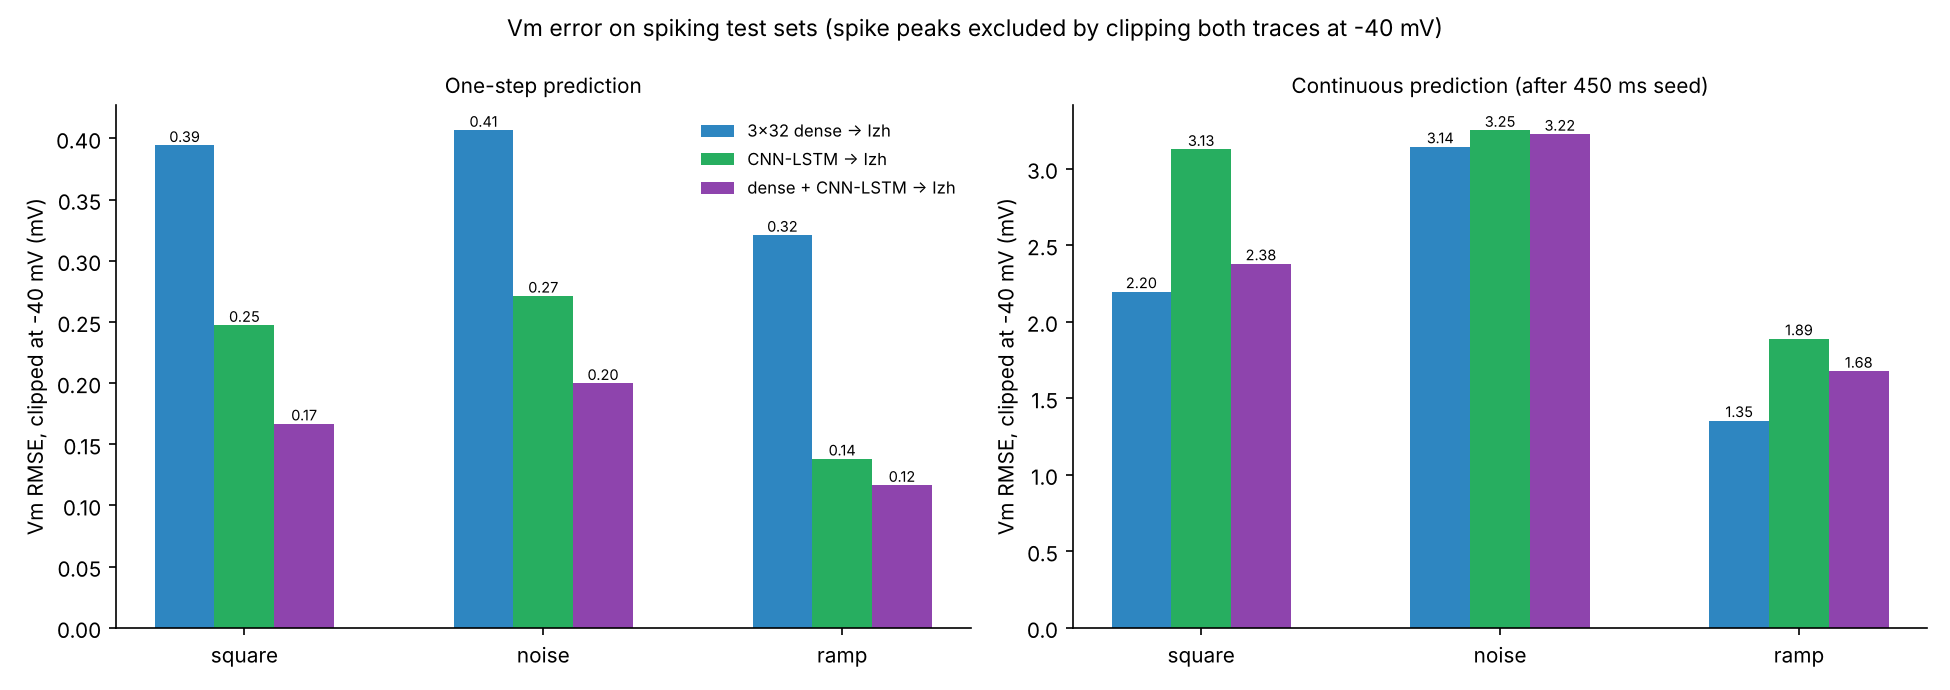 Vm error on spiking test sets (spike peaks excluded by clipping both traces at -40 mV)
One-step prediction
Vm RMSE, clipped at -40 mV (mV)
0.40
0.35
0.30
0.25
0.20
0.15
0.10
0.05
0.00
0.39
0.25
0.17
0.41
0.27
0.20
0.32
0.14
0.12
3×32 dense → Izh
CNN-LSTM → Izh
dense + CNN-LSTM → Izh
square
noise
ramp
Continuous prediction (after 450 ms seed)
Vm RMSE, clipped at -40 mV (mV)
3.0
2.5
2.0
1.5
1.0
0.5
0.0
2.20
3.13
2.38
3.14
3.25
3.22
1.35
1.89
1.68
square
noise
ramp